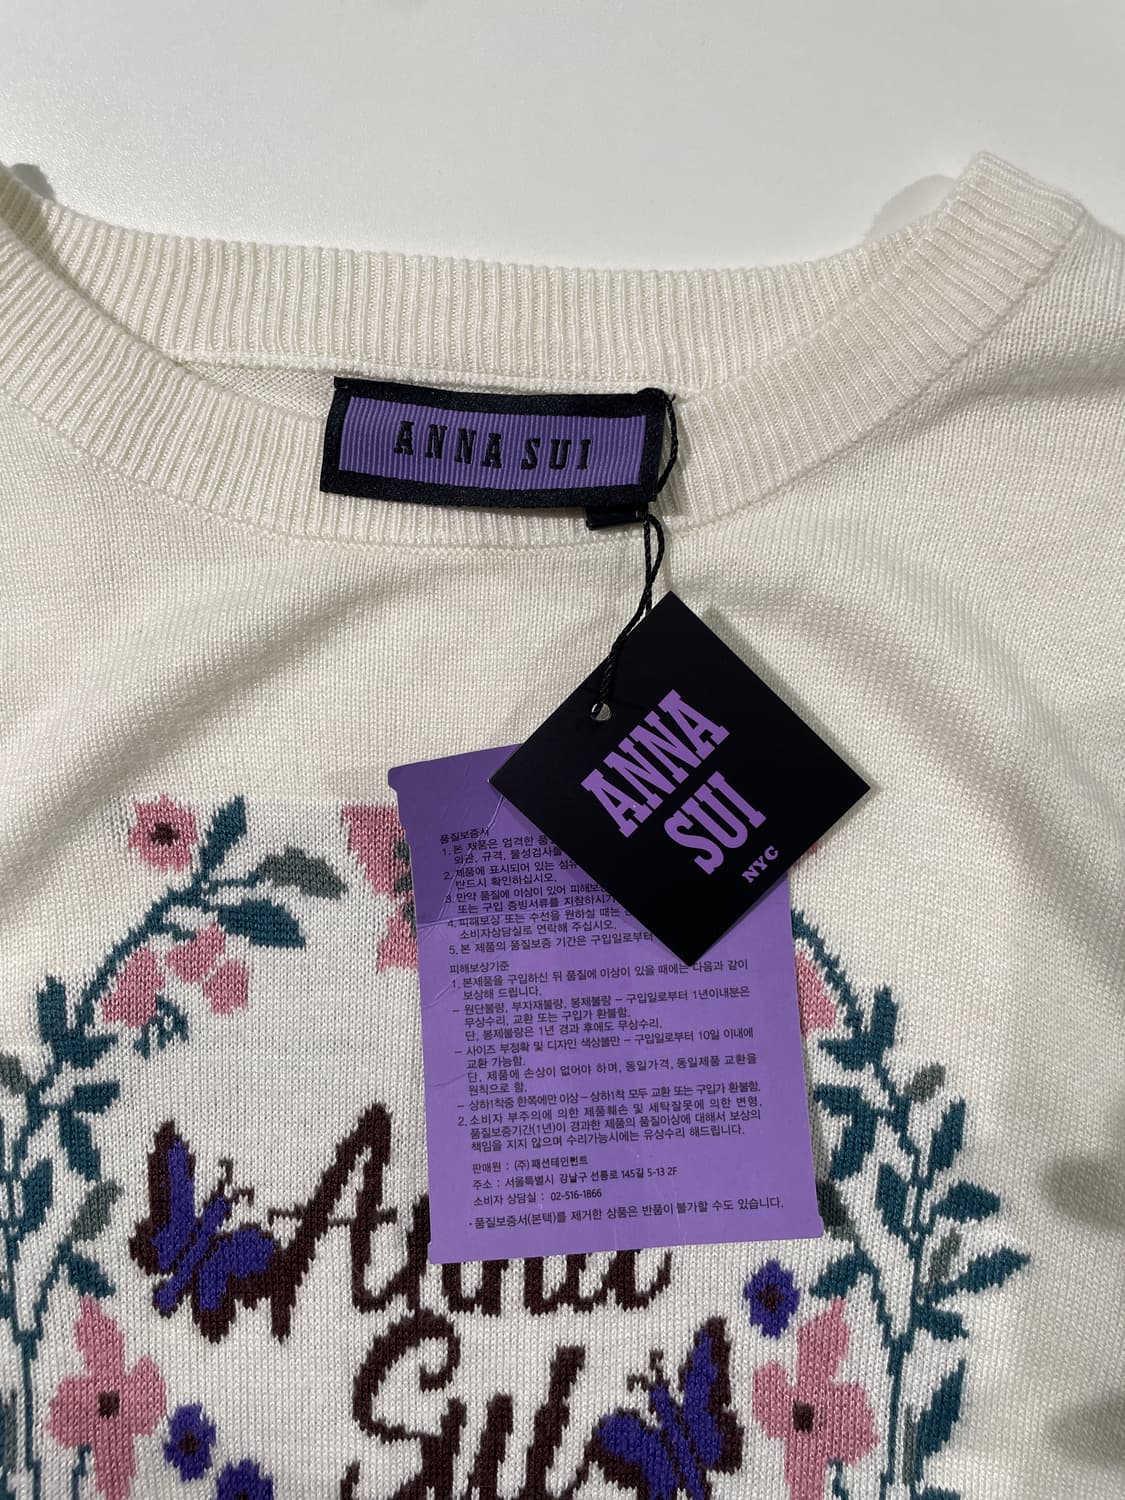 ANNA SUI
ANNA
SUI
NYC
품질보증서
1. 본 제품은 엄격한 품
외관, 규격, 물성검사를
2. 제품에 표시되어 있는 섬유
반드시 확인하십시오.
3. 만약 품질에 이상이 있어 피해보상
또는 구입 증빙서류를 지참하시기
4. 피해보상 또는 수선을 원하실 때는
소비자상담실로 연락해 주십시오.
5. 본 제품의 품질보증 기간은 구입일로부터
피해보상기준
1. 본제품을 구입하신 뒤 품질에 이상이 있을 때에는 다음과 같이
보상해 드립니다.
– 원단불량, 부자재불량, 봉제불량 – 구입일로부터 1년이내분은
무상수리, 교환 또는 구입가 환불함.
단, 봉제불량은 1년 경과 후에도 무상수리.
– 사이즈 부정확 및 디자인 색상불만 – 구입일로부터 10일 이내에
교환 가능함.
단, 제품에 손상이 없어야 하며, 동일가격, 동일제품 교환을
원칙으로 함.
– 상하1착중 한쪽에만 이상 – 상하1착 모두 교환 또는 구입가 환불함.
2. 소비자 부주의에 의한 제품훼손 및 세탁잘못에 의한 변형,
품질보증기간(1년)이 경과한 제품의 품질이상에 대해서 보상의
책임을 지지 않으며 수리가능시에는 유상수리 해드립니다.
판매원 : (주)패션테인먼트
주소 : 서울특별시 강남구 선릉로 145길 5-13 2F
소비자 상담실 : 02-516-1866
· 품질보증서(본택)를 제거한 상품은 반품이 불가할 수도 있습니다.
Anna
Sui